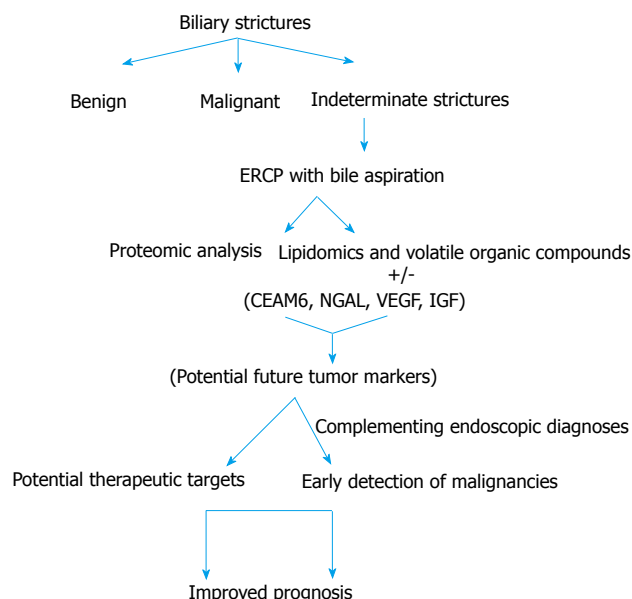 Biliary strictures
Benign
Malignant
Indeterminate strictures
ERCP with bile aspiration
Proteomic analysis
Lipidomics and volatile organic compounds
+/-
(CEAM6, NGAL, VEGF, IGF)
(Potential future tumor markers)
Complementing endoscopic diagnoses
Potential therapeutic targets
Early detection of malignancies
Improved prognosis